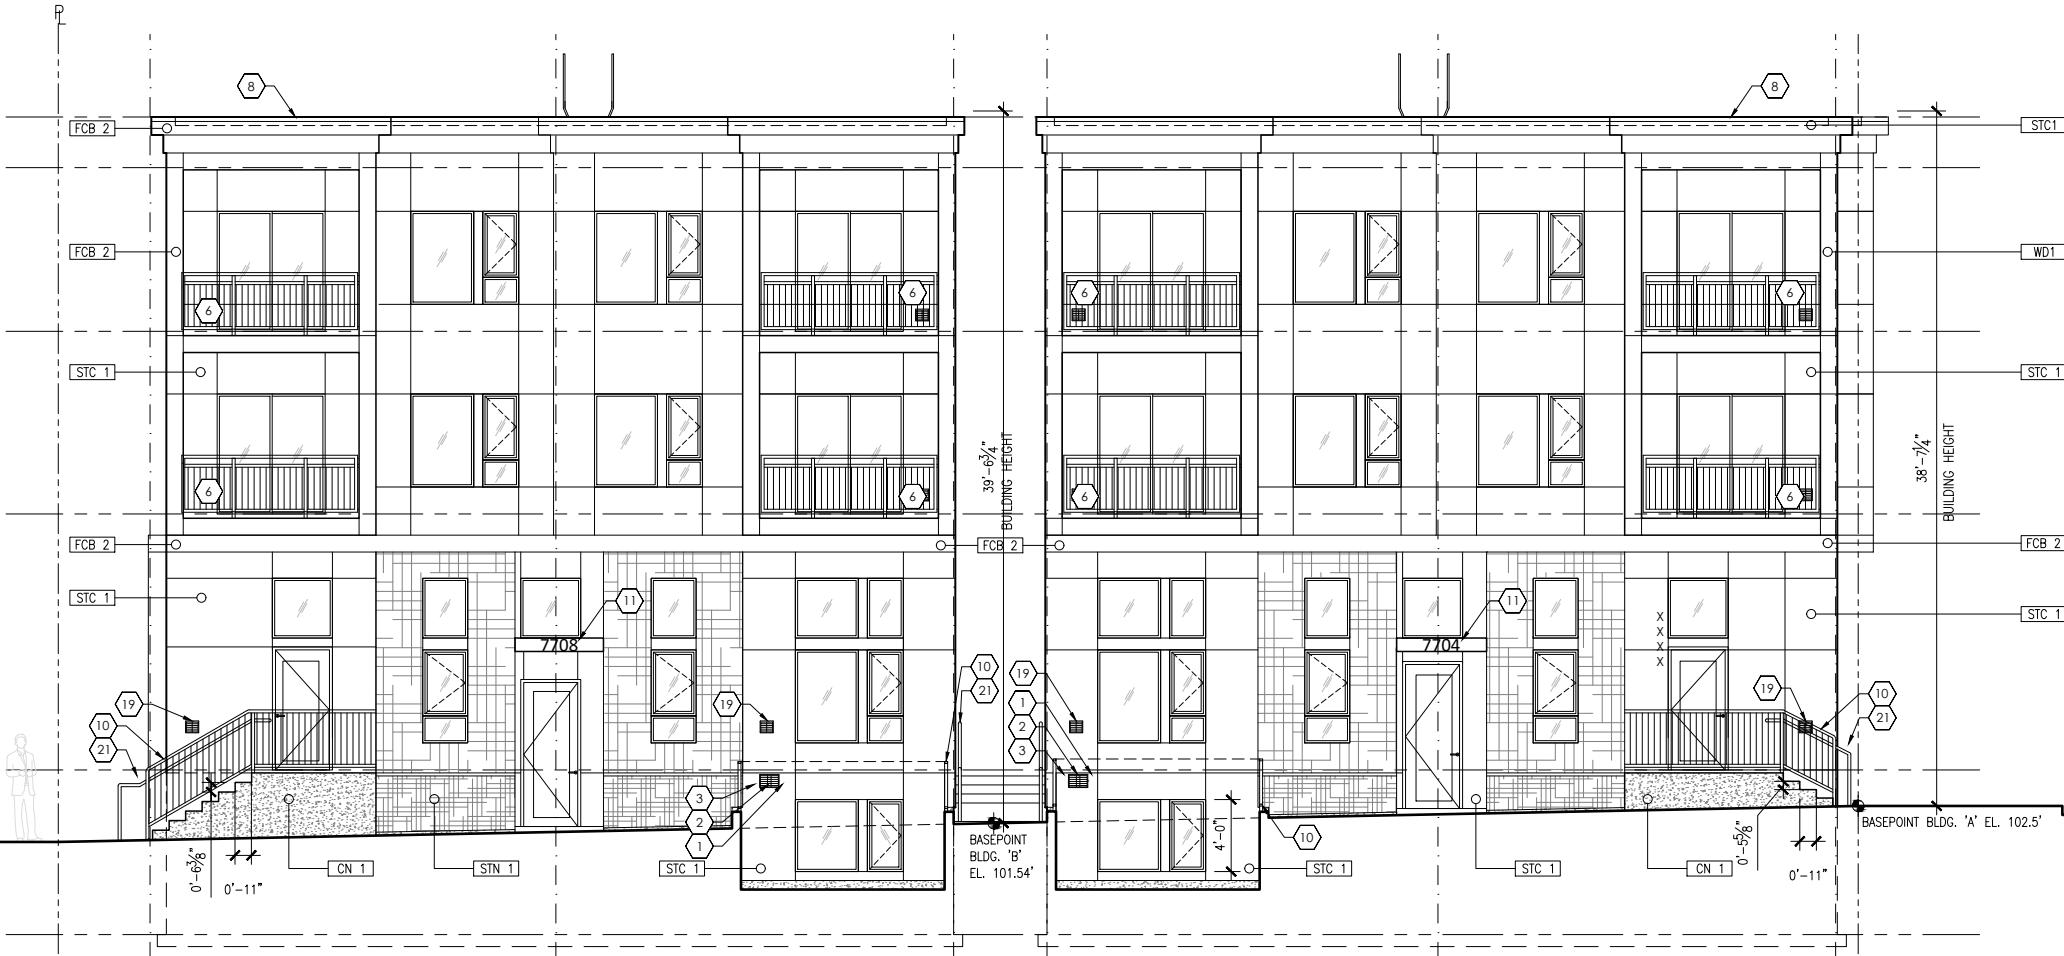 PL
8
8
FCB 2
STC1
FCB 2
WD1
6
6
6
6
STC 1
STC 1
39'-6¾"
BUILDING HEIGHT
38'-7¼"
BUILDING HEIGHT
6
6
6
6
FCB 2
FCB 2
FCB 2
STC 1
11
11
STC 1
7708
7704
X
X
X
X
10
21
19
1
2
3
19
10
21
19
19
10
21
3
2
1
4'-0"
10
BASEPOINT
BLDG. 'B'
EL. 101.54'
BASEPOINT BLDG. 'A' EL. 102.5'
0'-6⅜"
0'-11"
CN 1
STN 1
STC 1
STC 1
STC 1
CN 1
0'-5⅝"
0'-11"